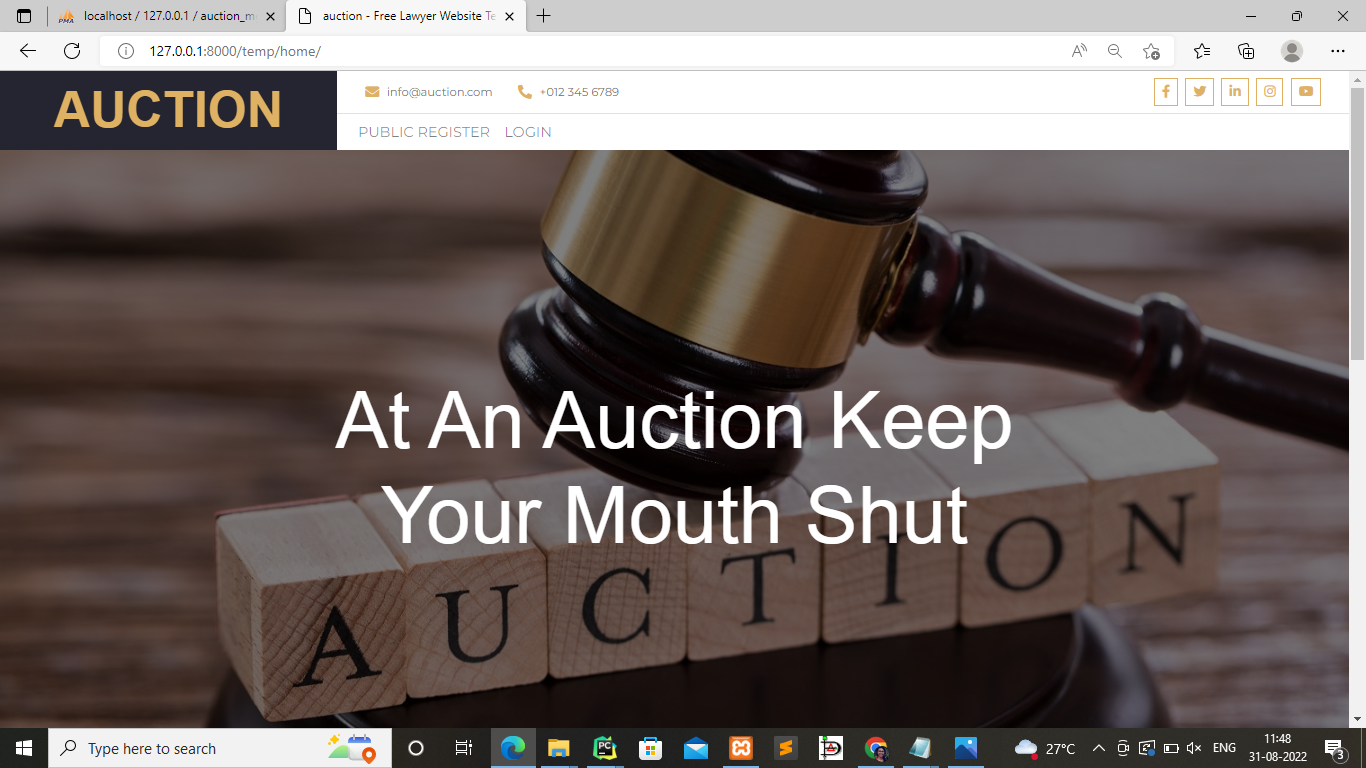 localhost / 127.0.0.1 / auction_m
auction - Free Lawyer Website Te
127.0.0.1:8000/temp/home/
AUCTION
info@auction.com
+012 345 6789
PUBLIC REGISTER
LOGIN
At An Auction Keep
Your Mouth Shut
AUCTION
Type here to search
27°C
ENG
11:48
31-08-2022
3